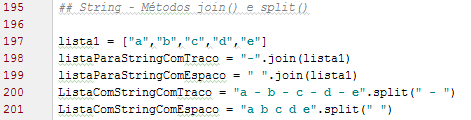 195 ## String - Métodos join() e split()
196
197 lista1 = ["a","b","c","d","e"]
198 listaParaStringComTraco = "-".join(lista1)
199 listaParaStringComEspaco = " ".join(lista1)
200 ListaComStringComTraco = "a - b - c - d - e".split(" - ")
201 ListaComStringComEspaco = "a b c d e".split(" ")